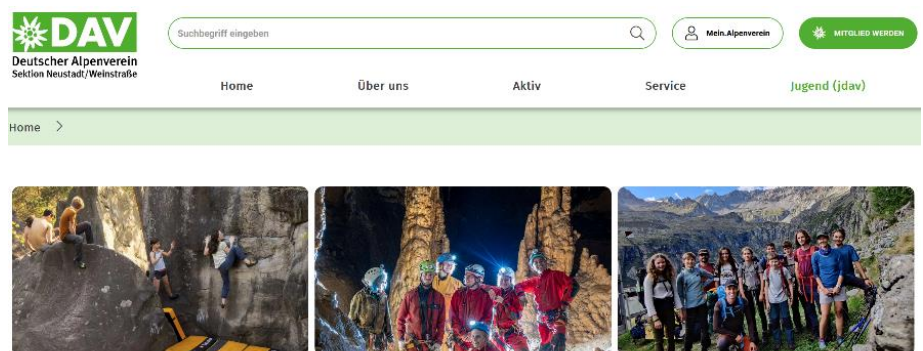 DAV
Deutscher Alpenverein
Sektion Neustadt/Weinstraße
Suchbegriff eingeben
Mein.Alpenverein
MITGLIED WERDEN
Home
Über uns
Aktiv
Service
Jugend (jdav)
Home